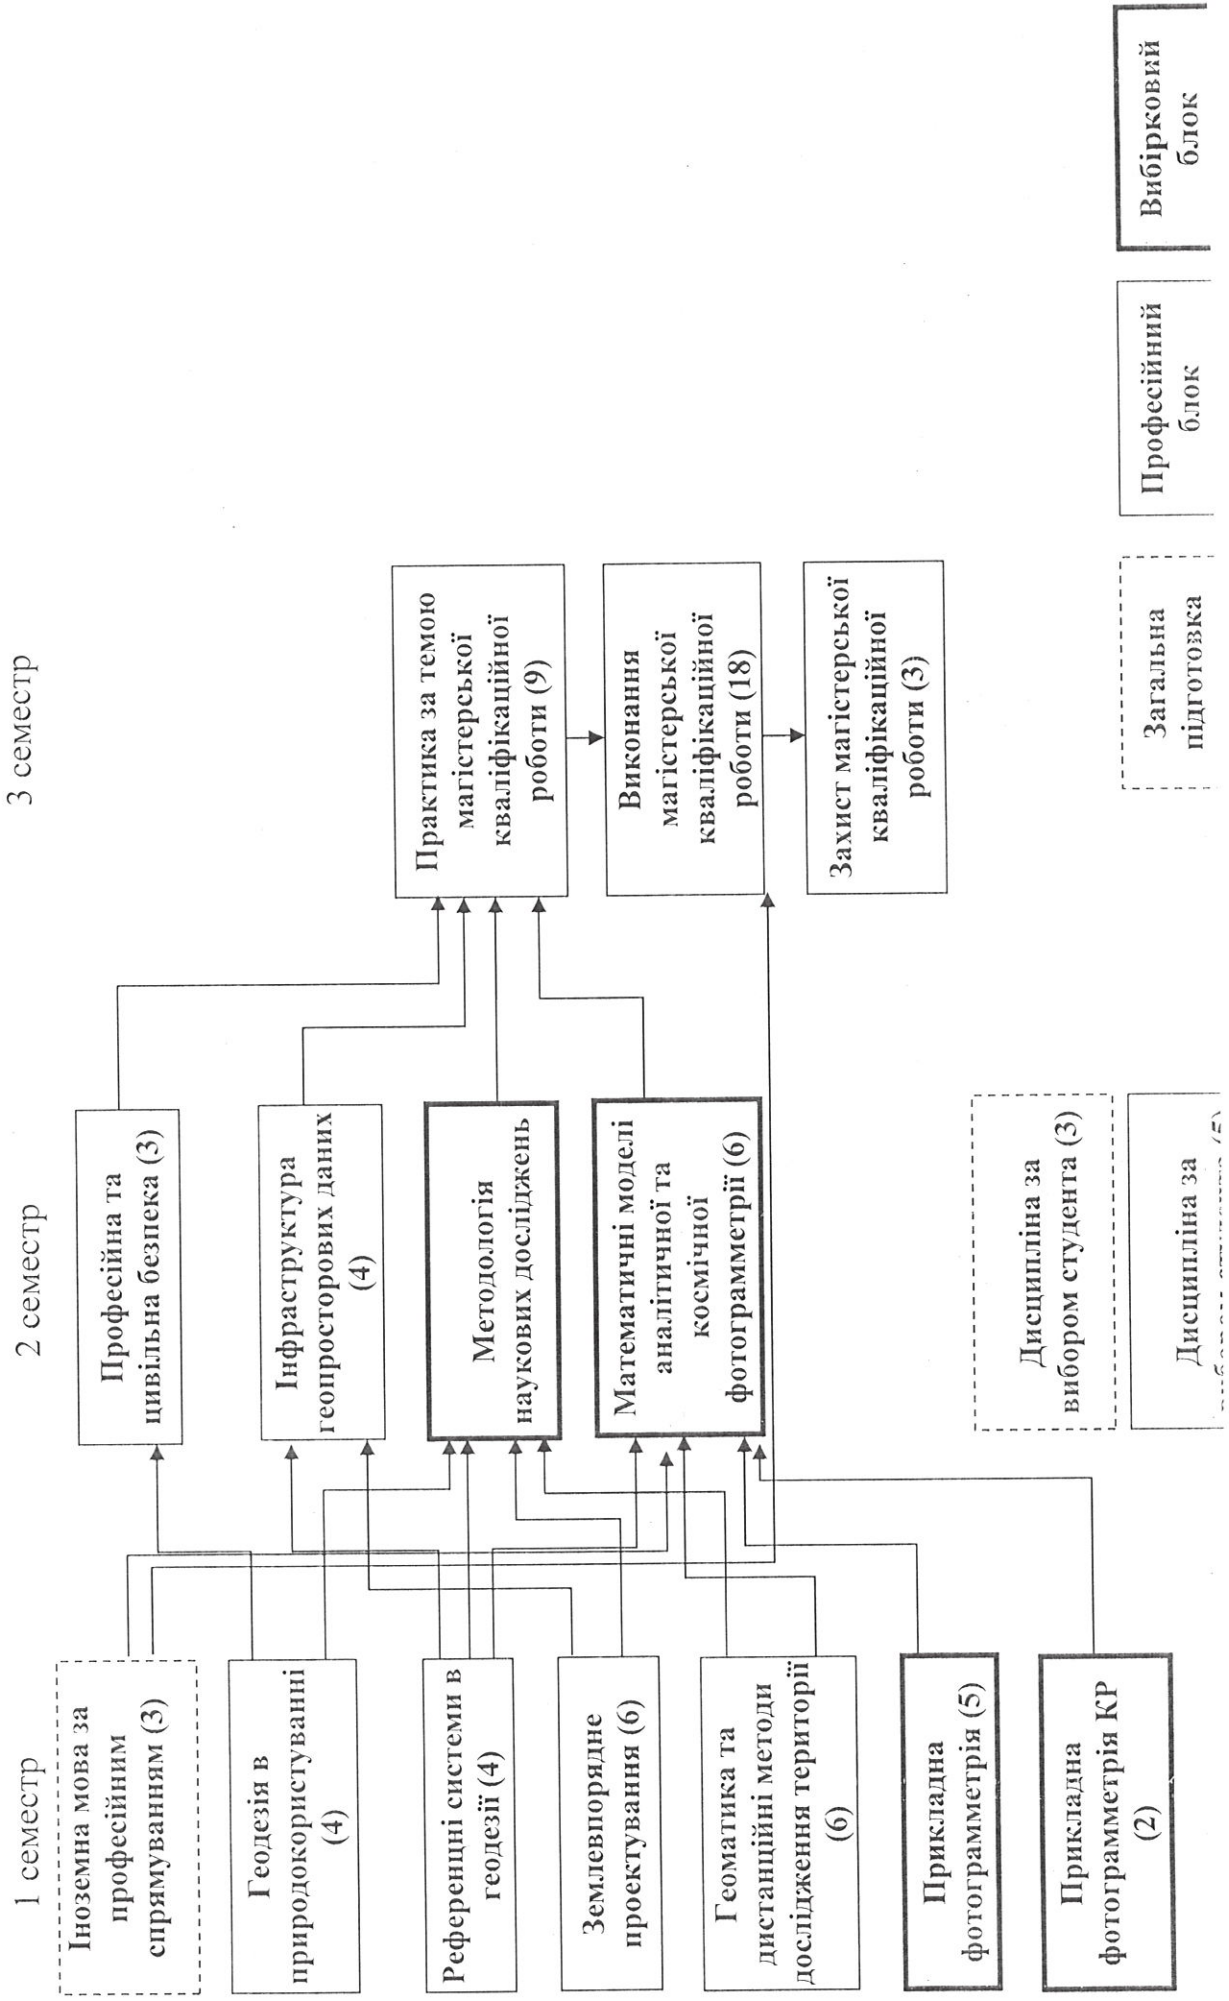 1 семестр
Іноземна мова за
професійним
спрямуванням (3)
Геодезія в
природокористуванні
(4)
Референці системи в
геодезії (4)
Землевпорядне
проектування (6)
Геоматика та
дистанційні методи
дослідження території
(6)
Прикладна
фотограмметрія (5)
Прикладна
фотограмметрія КР
(2)
2 семестр
Професійна та
цивільна безпека (3)
Інфраструктура
геопросторових даних
(4)
Методологія
наукових досліджень
Математичні моделі
аналітичної та
космічної
фотограмметрії (6)
Дисципліна за
вибором студента (3)
Дисципліна за
3 семестр
Практика за темою
магістерської
кваліфікаційної
роботи (9)
Виконання
магістерської
кваліфікаційної
роботи (18)
Захист магістерської
кваліфікаційної
роботи (3)
Загальна
підготовка
Професійний
блок
Вибірковий
блок